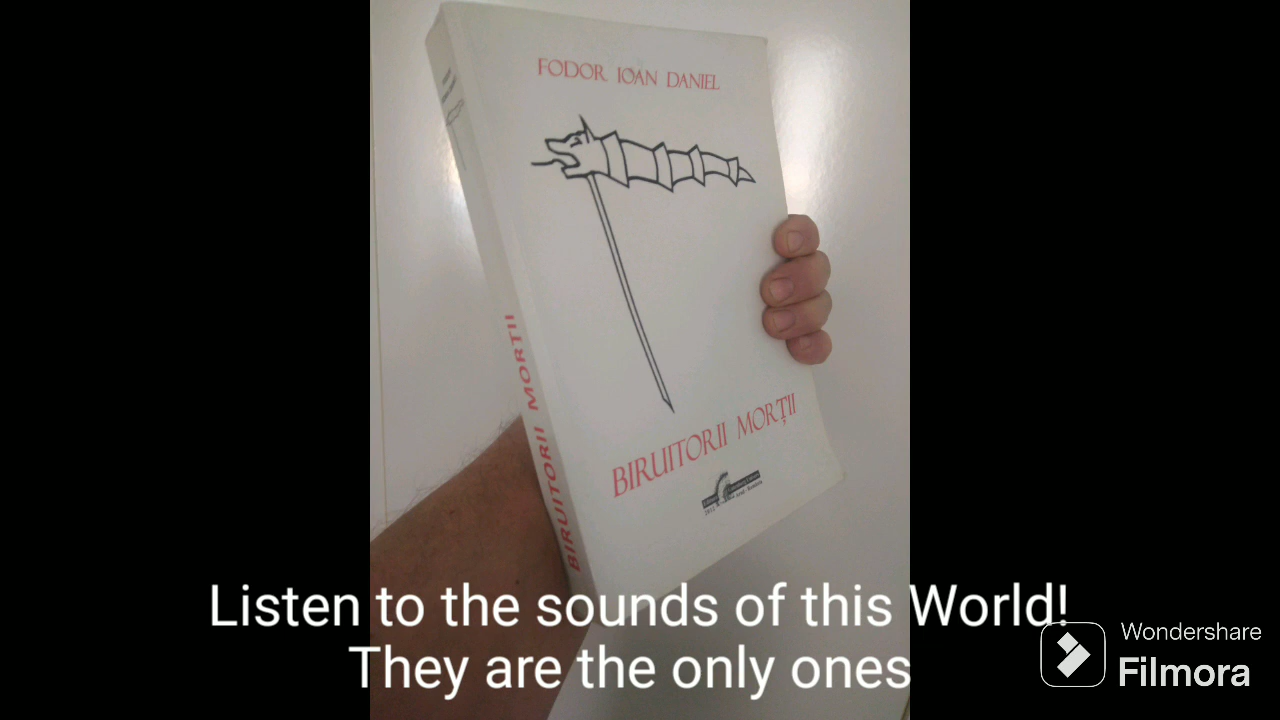 FODOR IOAN DANIEL
BIRUITORII MORȚII
BIRUITORII MORTII
Listen to the sounds of this World!
They are the only ones
Wondershare
Filmora